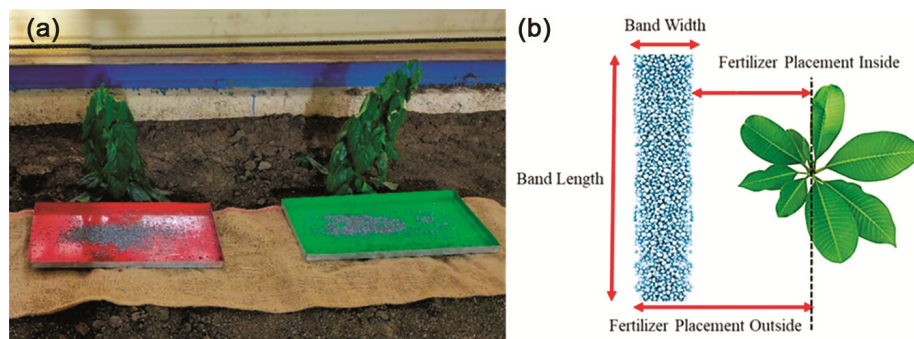 (a)
(b)
Band Width
Fertilizer Placement Inside
Band Length
Fertilizer Placement Outside